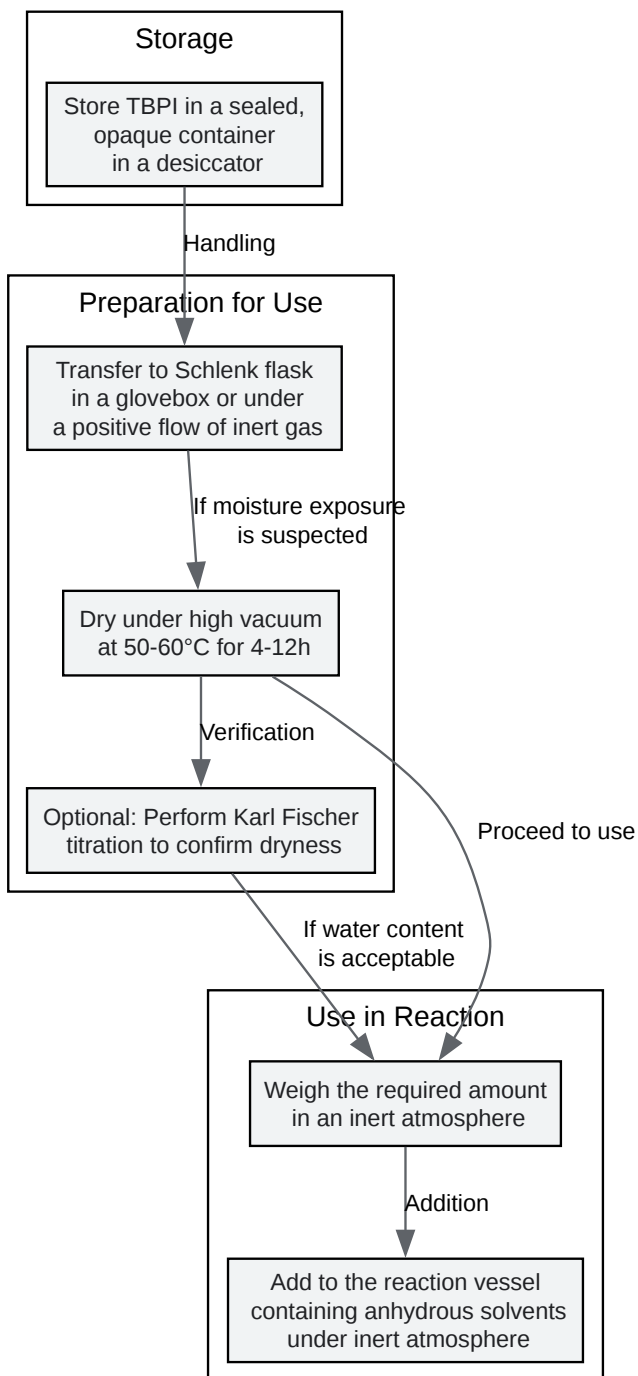 Storage
Store TBPI in a sealed,
opaque container
in a desiccator
Handling
Preparation for Use
Transfer to Schlenk flask
in a glovebox or under
a positive flow of inert gas
If moisture exposure
is suspected
Dry under high vacuum
at 50-60°C for 4-12h
Verification
Optional: Perform Karl Fischer
titration to confirm dryness
Proceed to use
If water content
is acceptable
Use in Reaction
Weigh the required amount
in an inert atmosphere
Addition
Add to the reaction vessel
containing anhydrous solvents
under inert atmosphere